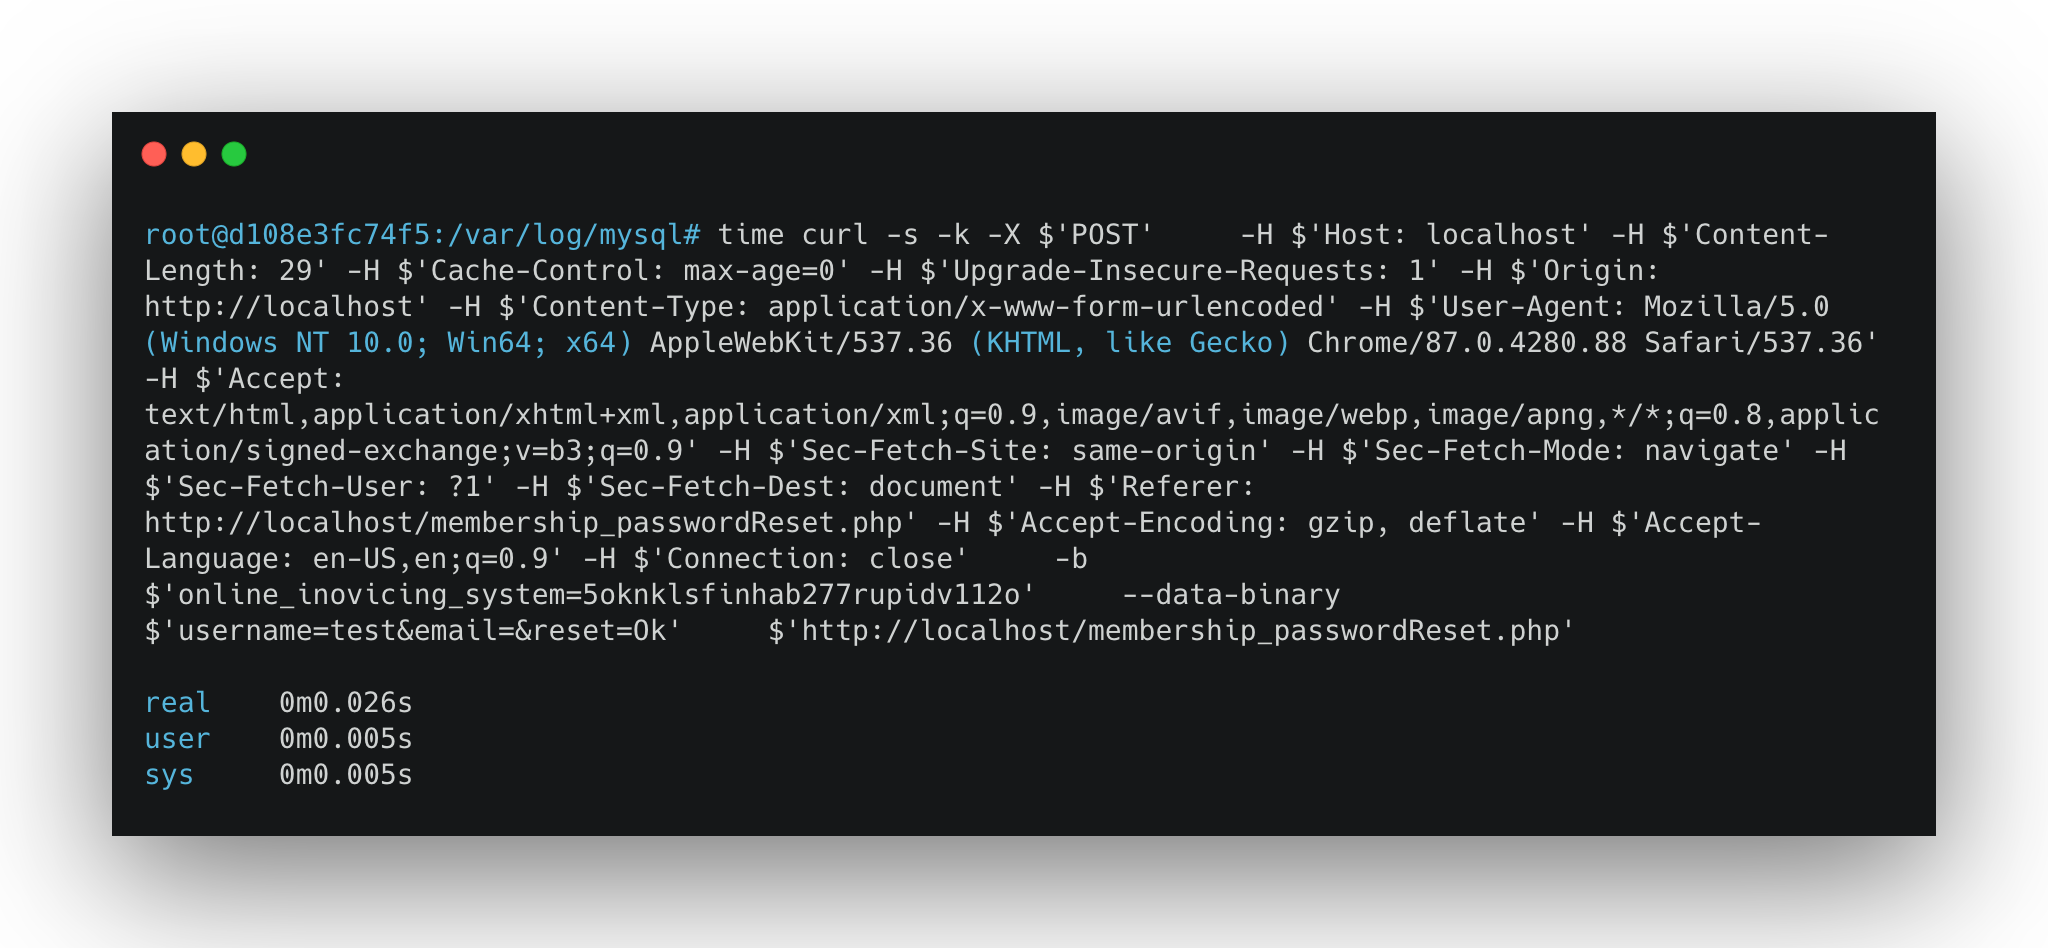 root@d108e3fc74f5:/var/log/mysql# time curl -s -k -X $'POST'     -H $'Host: localhost' -H $'Content-
Length: 29' -H $'Cache-Control: max-age=0' -H $'Upgrade-Insecure-Requests: 1' -H $'Origin:
http://localhost' -H $'Content-Type: application/x-www-form-urlencoded' -H $'User-Agent: Mozilla/5.0
(Windows NT 10.0; Win64; x64) AppleWebKit/537.36 (KHTML, like Gecko) Chrome/87.0.4280.88 Safari/537.36'
-H $'Accept:
text/html,application/xhtml+xml,application/xml;q=0.9,image/avif,image/webp,image/apng,*/*;q=0.8,applic
ation/signed-exchange;v=b3;q=0.9' -H $'Sec-Fetch-Site: same-origin' -H $'Sec-Fetch-Mode: navigate' -H
$'Sec-Fetch-User: ?1' -H $'Sec-Fetch-Dest: document' -H $'Referer:
http://localhost/membership_passwordReset.php' -H $'Accept-Encoding: gzip, deflate' -H $'Accept-
Language: en-US,en;q=0.9' -H $'Connection: close'     -b
$'online_inovicing_system=5oknklsfinhab277rupidv112o'     --data-binary
$'username=test&email=&reset=Ok'     $'http://localhost/membership_passwordReset.php'
real    0m0.026s
user    0m0.005s
sys     0m0.005s